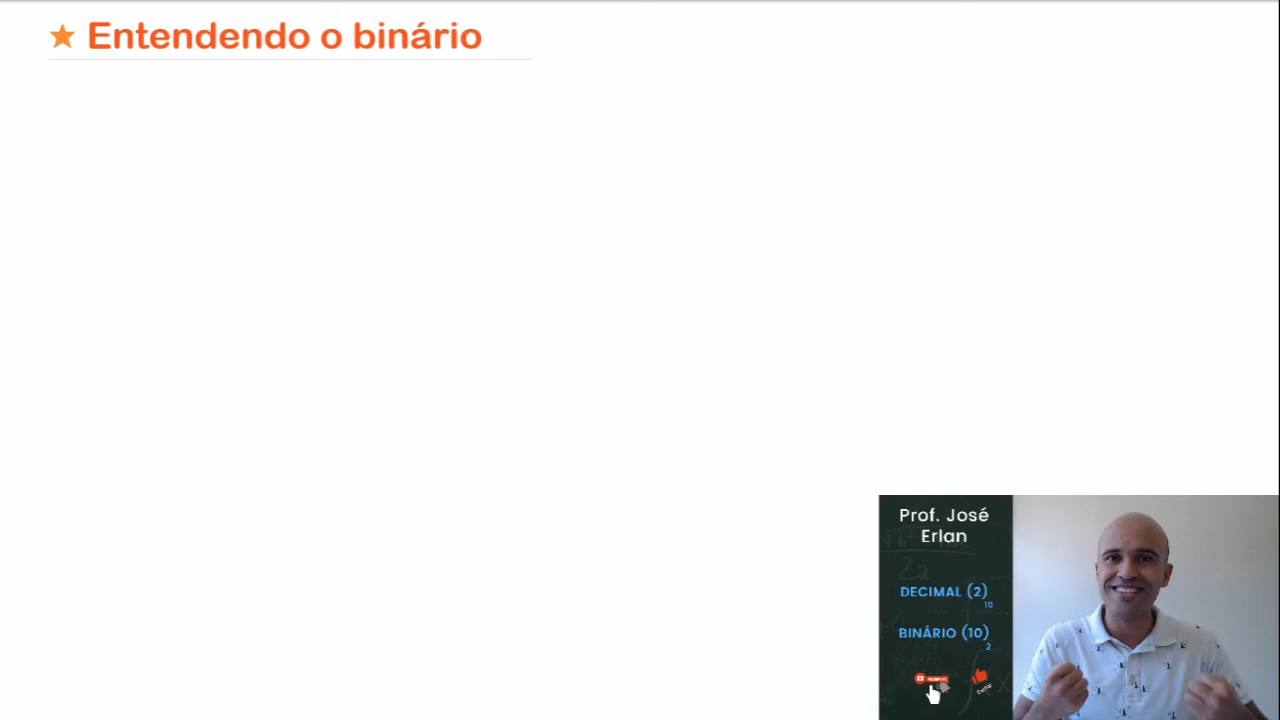 Entendendo o binário
Prof. José
Erlan
DECIMAL (2)
10
BINÁRIO (10)
2